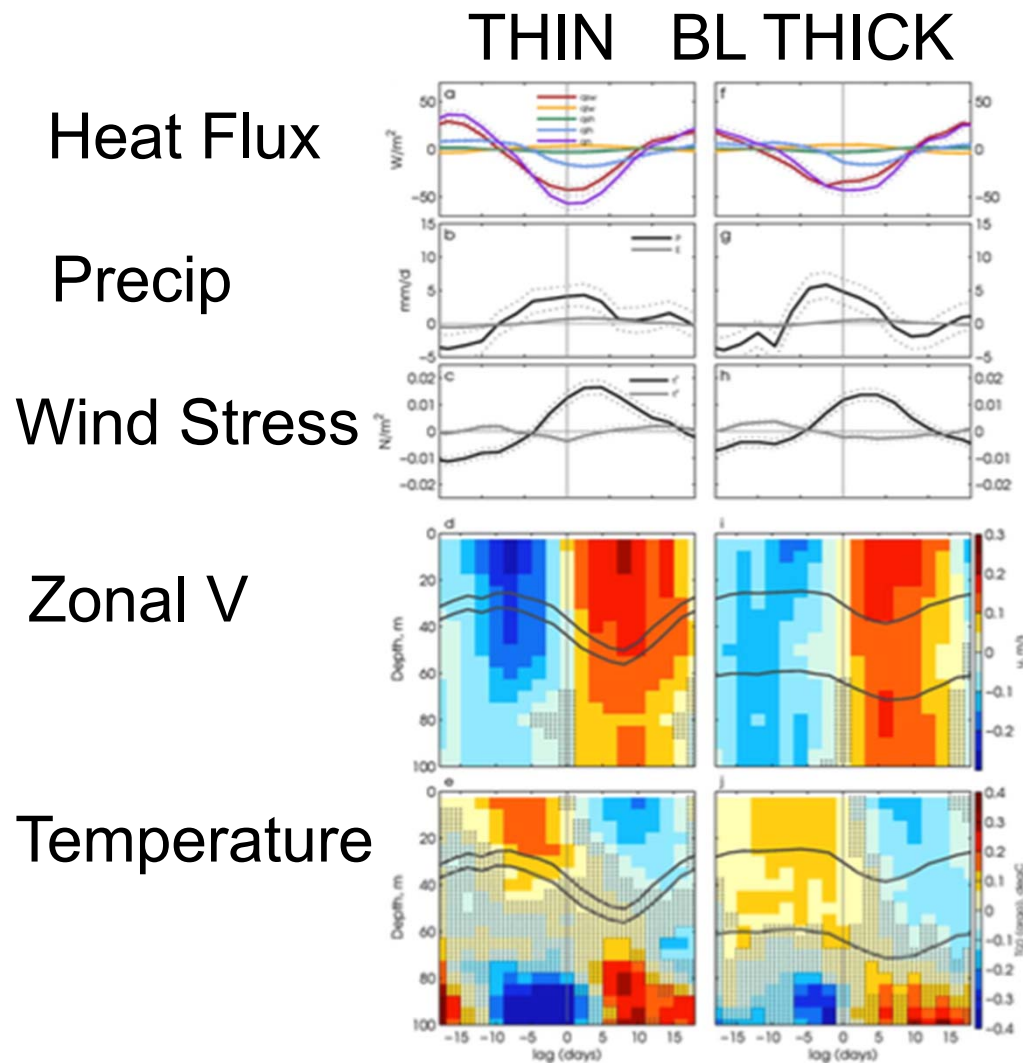 THIN BL THICK
Heat Flux
a
f
W/m²
50
0
−50
50
0
−50
Precip
b
g
mm/d
15
10
5
0
−5
P
E
15
10
5
0
−5
Wind Stress
c
h
N/m²
0.02
0.01
0
−0.01
−0.02
0.02
0.01
0
−0.01
−0.02
Zonal V
d
i
Depth, m
0
20
40
60
80
100
0.3
0.2
0.1
0
−0.1
−0.2
u, m/s
Temperature
e
j
Depth, m
0
20
40
60
80
100
0.4
0.3
0.2
0.1
0
−0.1
−0.2
−0.3
−0.4
−15 −10 −5 0 5 10 15
−15 −10 −5 0 5 10 15
lag (days)
lag (days)